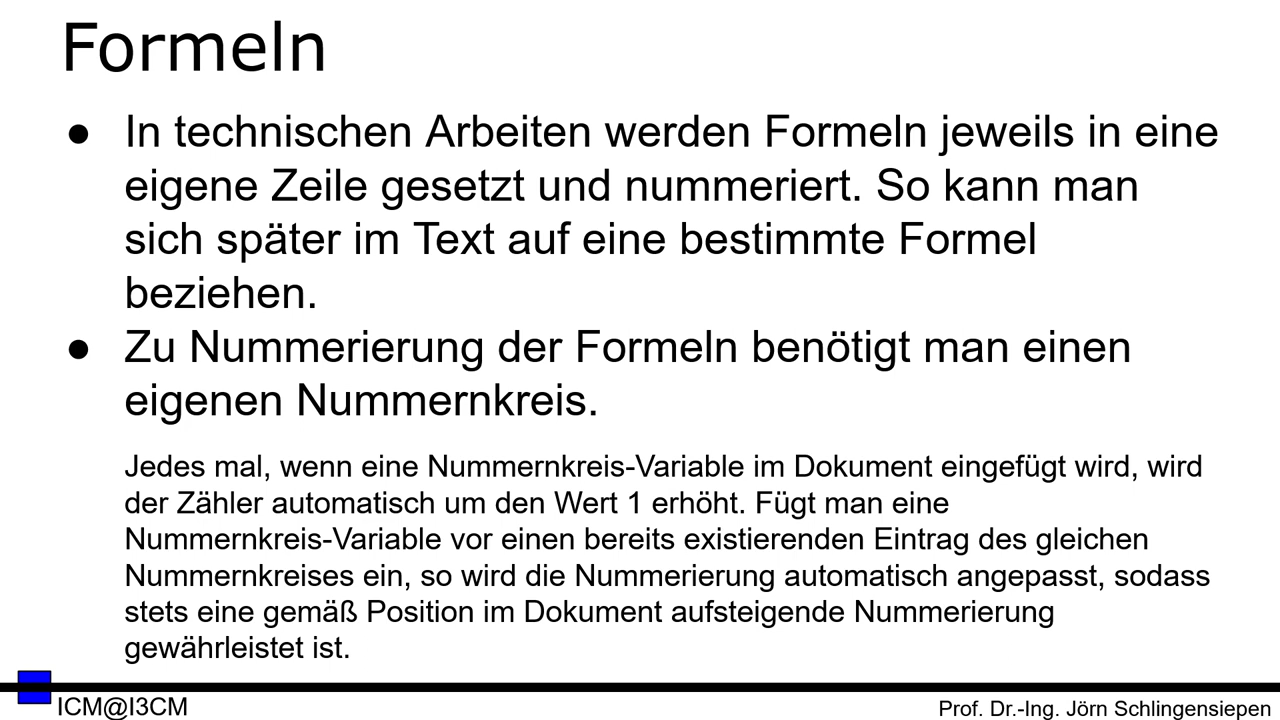 Formeln
● In technischen Arbeiten werden Formeln jeweils in eine
eigene Zeile gesetzt und nummeriert. So kann man
sich später im Text auf eine bestimmte Formel
beziehen.
● Zu Nummerierung der Formeln benötigt man einen
eigenen Nummernkreis.
Jedes mal, wenn eine Nummernkreis-Variable im Dokument eingefügt wird, wird
der Zähler automatisch um den Wert 1 erhöht. Fügt man eine
Nummernkreis-Variable vor einen bereits existierenden Eintrag des gleichen
Nummernkreises ein, so wird die Nummerierung automatisch angepasst, sodass
stets eine gemäß Position im Dokument aufsteigende Nummerierung
gewährleistet ist.
ICM@I3CM
Prof. Dr.-Ing. Jörn Schlingensiepen